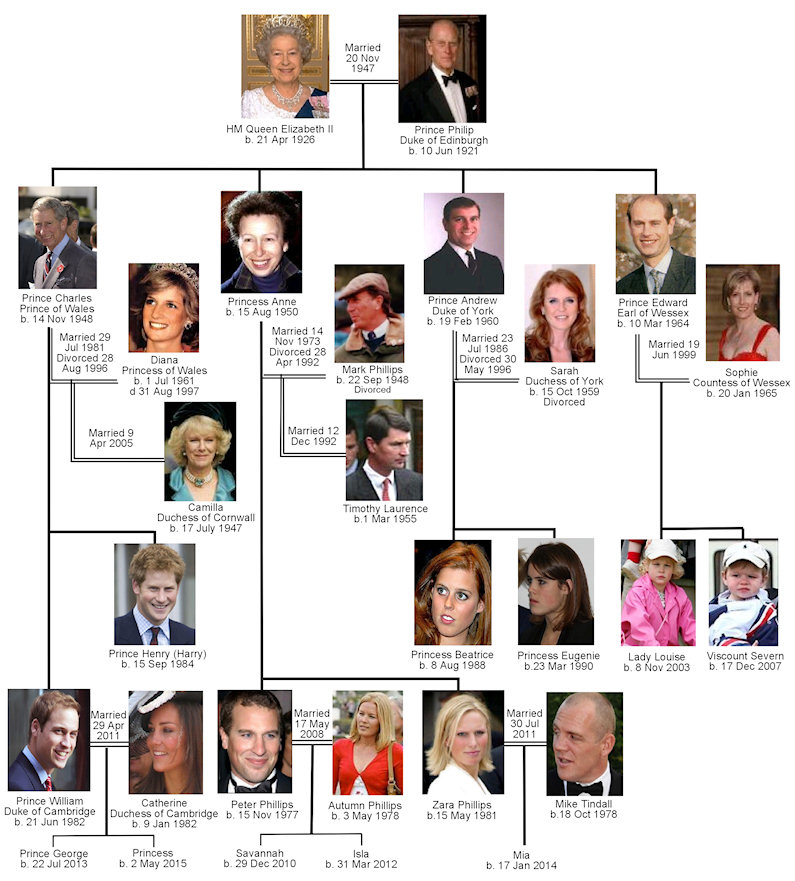 Married
20 Nov
1947
HM Queen Elizabeth II
b. 21 Apr 1926
Prince Philip
Duke of Edinburgh
b. 10 Jun 1921
Prince Charles
Prince of Wales
b. 14 Nov 1948
Married 29
Jul 1981
Divorced 28
Aug 1996
Diana
Princess of Wales
b. 1 Jul 1961
d 31 Aug 1997
Married 9
Apr 2005
Camilla
Duchess of Cornwall
b. 17 July 1947
Princess Anne
b. 15 Aug 1950
Married 14
Nov 1973
Divorced 28
Apr 1992
Mark Phillips
b. 22 Sep 1948
Divorced
Married 12
Dec 1992
Timothy Laurence
b.1 Mar 1955
Prince Andrew
Duke of York
b. 19 Feb 1960
Married 23
Jul 1986
Divorced 30
May 1996
Sarah
Duchess of York
b. 15 Oct 1959
Divorced
Prince Edward
Earl of Wessex
b. 10 Mar 1964
Married 19
Jun 1999
Sophie
Countess of Wessex
b. 20 Jan 1965
Prince Henry (Harry)
b. 15 Sep 1984
Princess Beatrice
b. 8 Aug 1988
Princess Eugenie
b.23 Mar 1990
Lady Louise
b. 8 Nov 2003
Viscount Severn
b. 17 Dec 2007
Prince William
Duke of Cambridge
b. 21 Jun 1982
Married
29 Apr
2011
Catherine
Duchess of Cambridge
b. 9 Jan 1982
Peter Phillips
b. 15 Nov 1977
Married
17 May
2008
Autumn Phillips
b. 3 May 1978
Zara Phillips
b.15 May 1981
Married
30 Jul
2011
Mike Tindall
b.18 Oct 1978
Prince George
b. 22 Jul 2013
Princess
b. 2 May 2015
Savannah
b. 29 Dec 2010
Isla
b. 31 Mar 2012
Mia
b. 17 Jan 2014